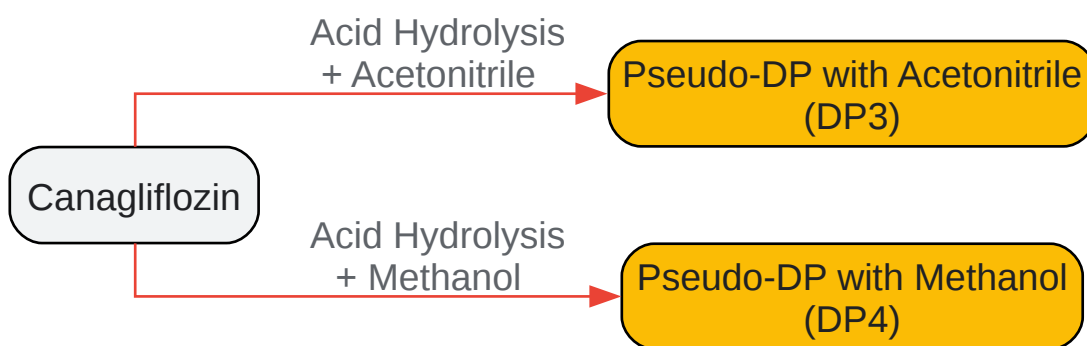 Acid Hydrolysis
+ Acetonitrile
Pseudo-DP with Acetonitrile
(DP3)
Canagliflozin
Acid Hydrolysis
+ Methanol
Pseudo-DP with Methanol
(DP4)